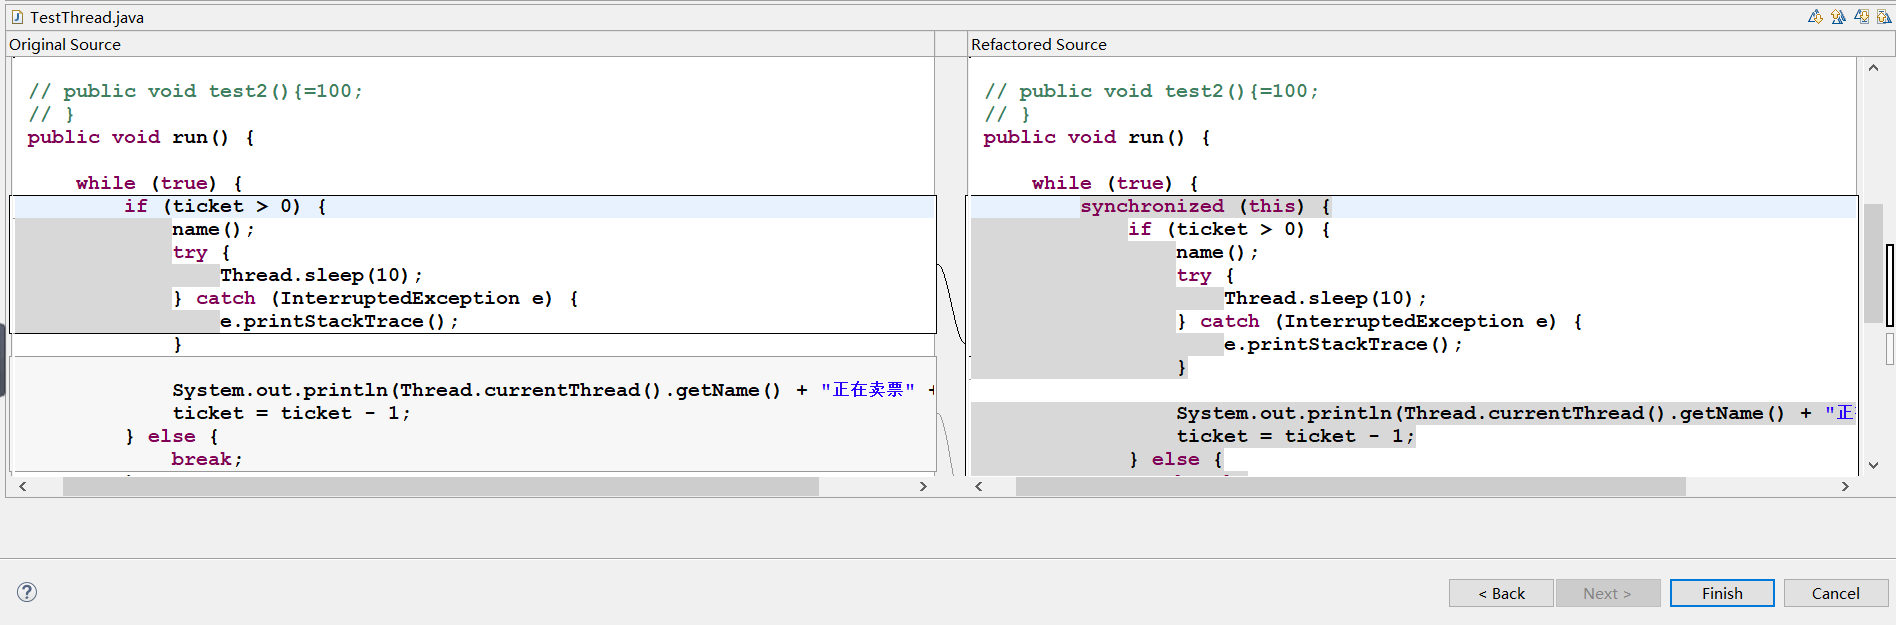 TestThread.java
Original Source
// public void test2(){=100;
// }
public void run() {
while (true) {
if (ticket > 0) {
name();
try {
Thread.sleep(10);
} catch (InterruptedException e) {
e.printStackTrace();
}
System.out.println(Thread.currentThread().getName() + "正在卖票" +
ticket = ticket - 1;
} else {
break;
Refactored Source
// public void test2(){=100;
// }
public void run() {
while (true) {
synchronized (this) {
if (ticket > 0) {
name();
try {
Thread.sleep(10);
} catch (InterruptedException e) {
e.printStackTrace();
}
System.out.println(Thread.currentThread().getName() + "正
ticket = ticket - 1;
} else {
< Back
Next >
Finish
Cancel